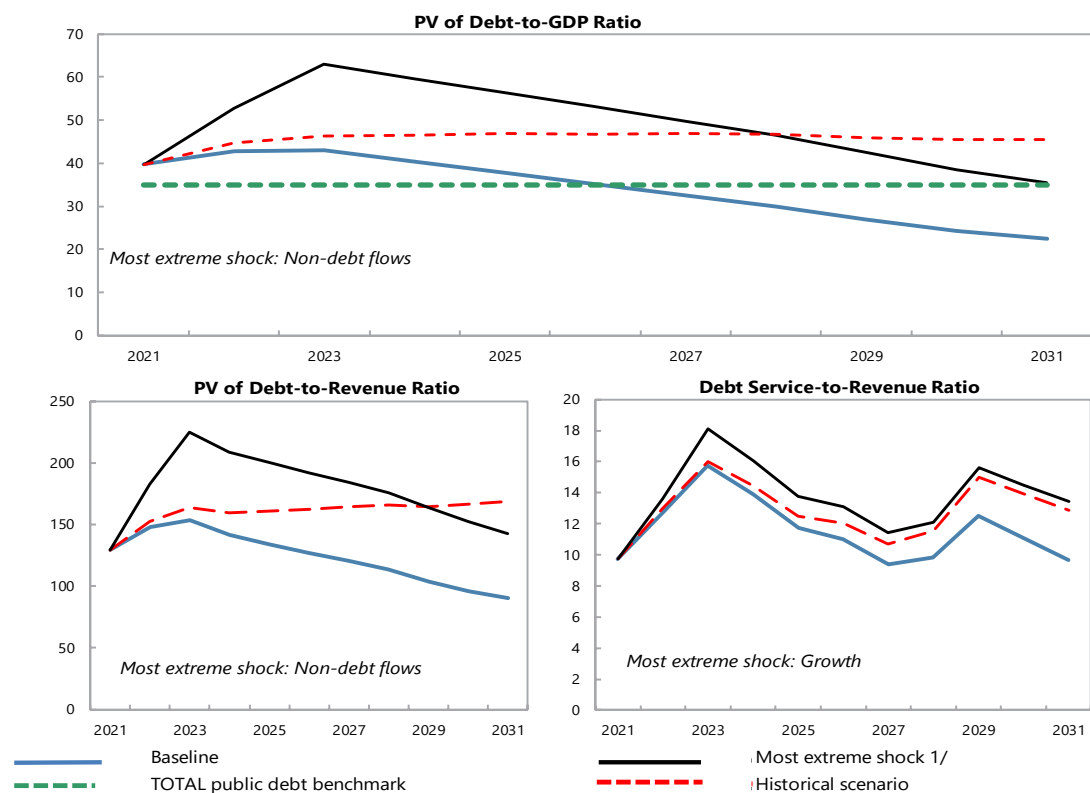 PV of Debt-to-GDP Ratio
70
60
50
40
30
20
10
0
Most extreme shock: Non-debt flows
2021 2023 2025 2027 2029 2031
PV of Debt-to-Revenue Ratio
250
200
150
100
50
0
Most extreme shock: Non-debt flows
2021 2023 2025 2027 2029 2031
Debt Service-to-Revenue Ratio
20
18
16
14
12
10
8
6
4
2
0
Most extreme shock: Growth
2021 2023 2025 2027 2029 2031
Baseline
Most extreme shock 1/
TOTAL public debt benchmark
Historical scenario